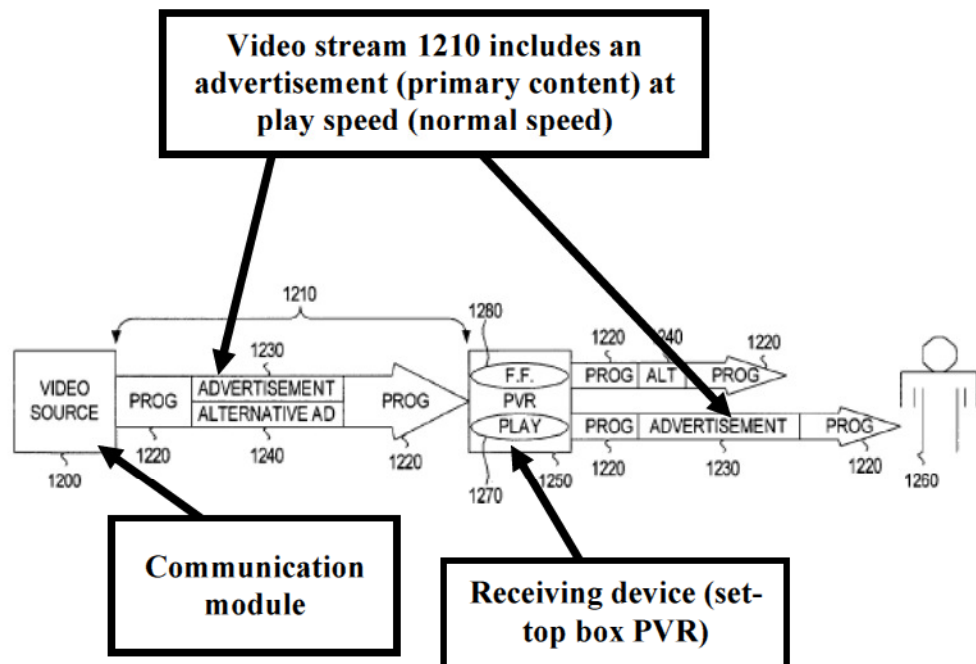 Video stream 1210 includes an
advertisement (primary content) at
play speed (normal speed)
1210
1280
1220
1240
1220
1230
VIDEO
SOURCE
PROG
ADVERTISEMENT
ALTERNATIVE AD
PROG
F.F.
PVR
PLAY
PROG
ALT
PROG
PROG
ADVERTISEMENT
PROG
1200
1220
1240
1220
1270
1250
1220
1230
1220
1260
Communication
module
Receiving device (set-
top box PVR)